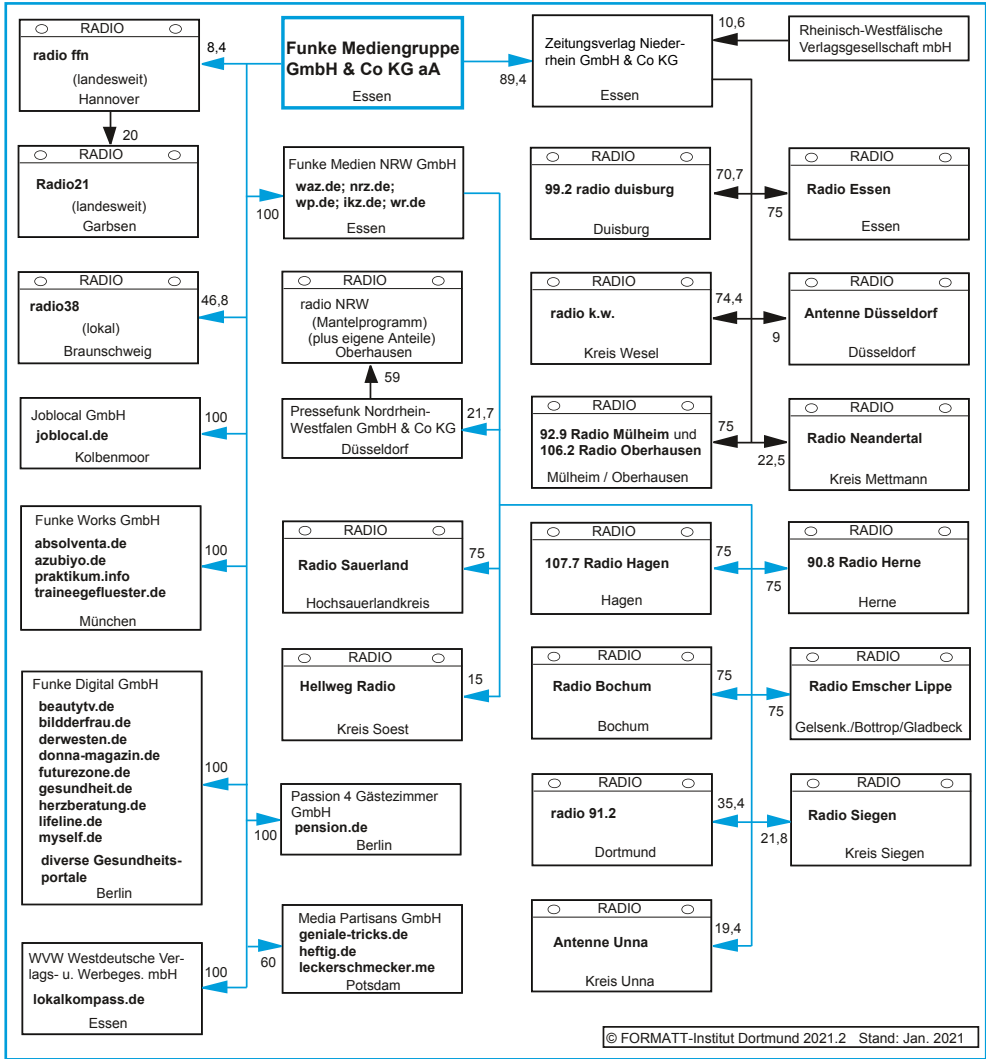 RADIO
radio ffn
(landesweit)
Hannover
8,4
Funke Mediengruppe
GmbH & Co KG aA
Essen
89,4
Zeitungsverlag Nieder-
rhein GmbH & Co KG
Essen
10,6
Rheinisch-Westfälische
Verlagsgesellschaft mbH
20
RADIO
Radio21
(landesweit)
Garbsen
100
Funke Medien NRW GmbH
waz.de; nrz.de;
wp.de; ikz.de; wr.de
Essen
RADIO
99.2 radio duisburg
Duisburg
70,7
75
RADIO
Radio Essen
Essen
RADIO
radio38
(lokal)
Braunschweig
46,8
radio NRW
(Mantelprogramm)
(plus eigene Anteile)
Oberhausen
59
RADIO
radio k.w.
Kreis Wesel
74,4
9
RADIO
Antenne Düsseldorf
Düsseldorf
Joblocal GmbH
joblocal.de
Kolbenmoor
100
Pressefunk Nordrhein-
Westfalen GmbH & Co KG
Düsseldorf
21,7
RADIO
92.9 Radio Mülheim und
106.2 Radio Oberhausen
Mülheim / Oberhausen
75
22,5
RADIO
Radio Neandertal
Kreis Mettmann
Funke Works GmbH
absolventa.de
azubiyo.de
praktikum.info
traineegefluester.de
München
100
RADIO
Radio Sauerland
Hochsauerlandkreis
75
RADIO
107.7 Radio Hagen
Hagen
75
75
RADIO
90.8 Radio Herne
Herne
Funke Digital GmbH
beautytv.de
bildderfrau.de
derwesten.de
donna-magazin.de
futurezone.de
gesundheit.de
herzberatung.de
lifeline.de
myself.de
diverse Gesundheits-
portale
Berlin
100
RADIO
Hellweg Radio
Kreis Soest
15
RADIO
Radio Bochum
Bochum
75
75
RADIO
Radio Emscher Lippe
Gelsenk./Bottrop/Gladbeck
100
Passion 4 Gästezimmer
GmbH
pension.de
Berlin
RADIO
radio 91.2
Dortmund
35,4
21,8
RADIO
Radio Siegen
Kreis Siegen
WVW Westdeutsche Ver-
lags- u. Werbeges. mbH
lokalkompass.de
Essen
100
60
Media Partisans GmbH
geniale-tricks.de
heftig.de
leckerschmecker.me
Potsdam
RADIO
Antenne Unna
Kreis Unna
19,4
© FORMATT-Institut Dortmund 2021.2 Stand: Jan. 2021